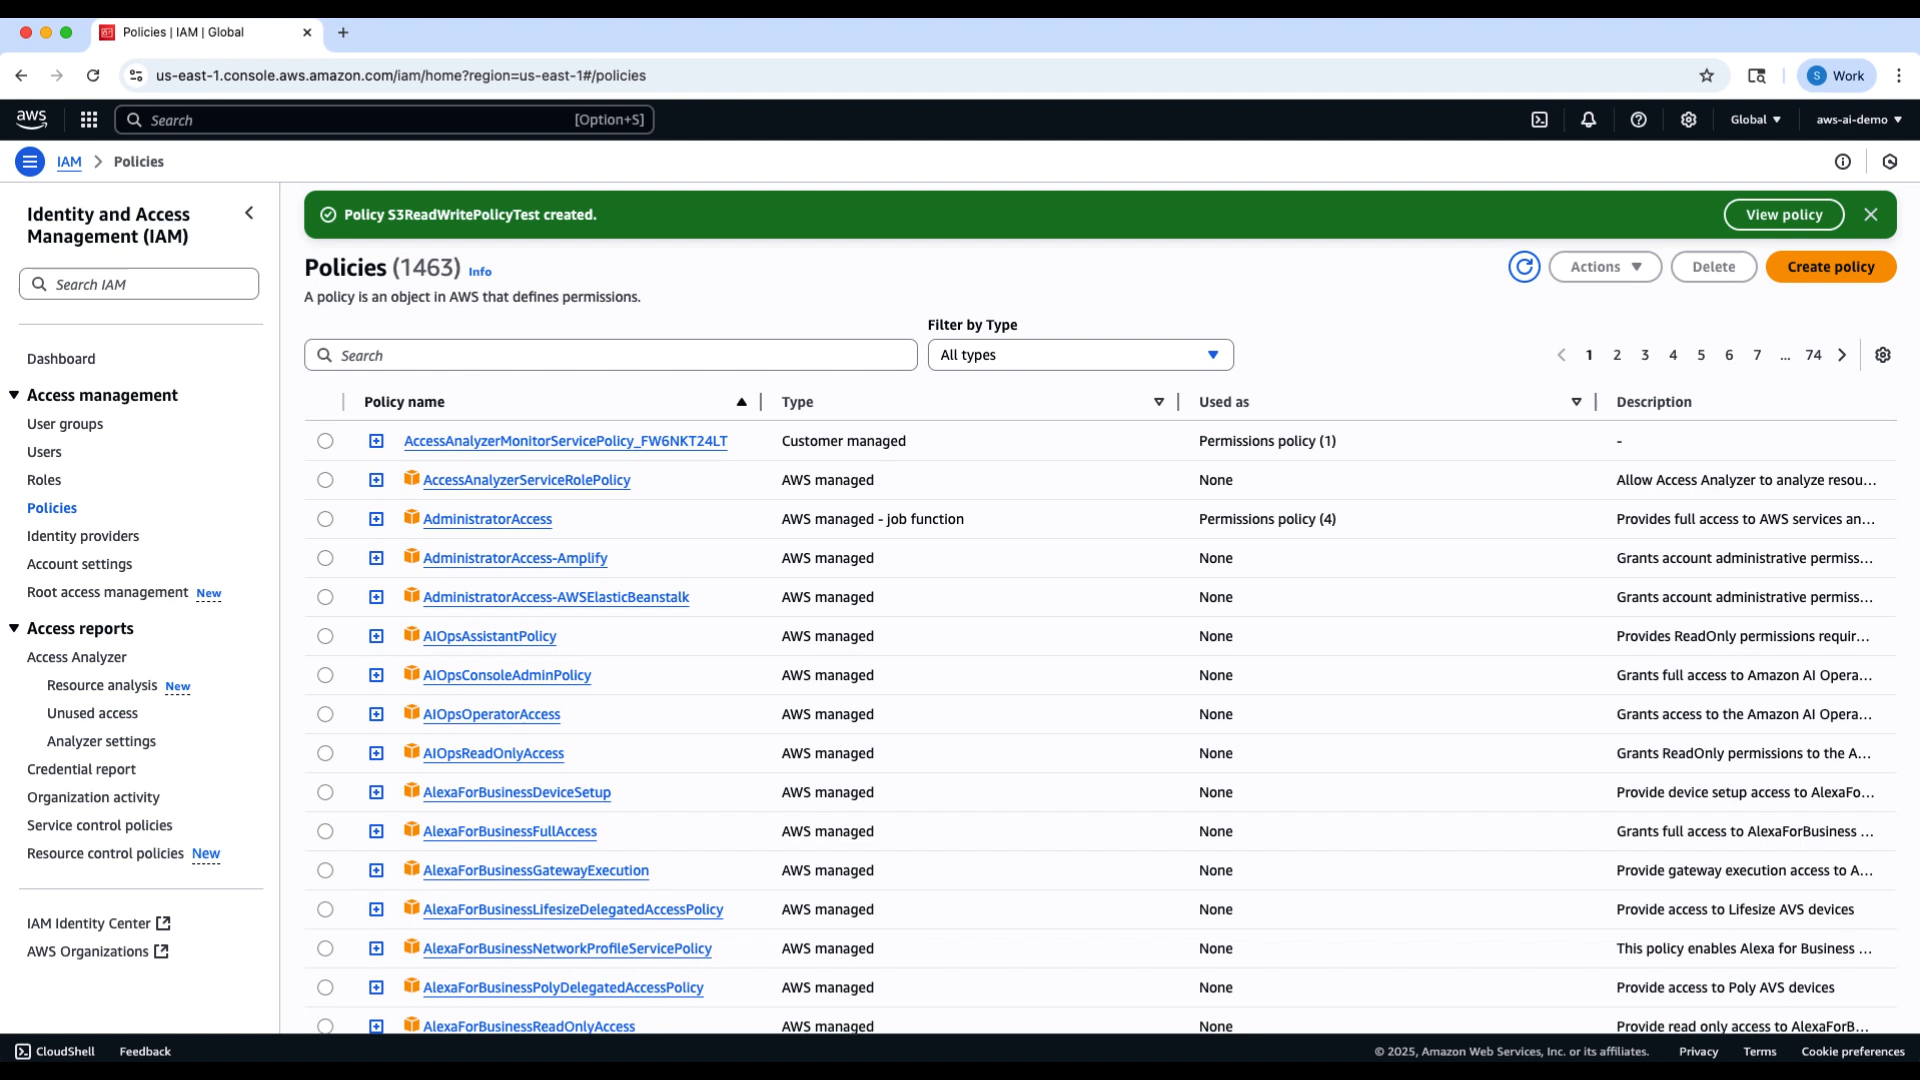 Policies | IAM | Global
us-east-1.console.aws.amazon.com/iam/home?region=us-east-1#/policies
S
Work
aws
Search
[Option+S]
Global
aws-ai-demo
IAM
Policies
Identity and Access
Management (IAM)
Search IAM
Dashboard
Access management
User groups
Users
Roles
Policies
Identity providers
Account settings
Root access management New
Access reports
Access Analyzer
Resource analysis New
Unused access
Analyzer settings
Credential report
Organization activity
Service control policies
Resource control policies New
IAM Identity Center
AWS Organizations
Policy S3ReadWritePolicyTest created.
View policy
Policies (1463) Info
Actions
Delete
Create policy
A policy is an object in AWS that defines permissions.
Filter by Type
Search
All types
1 2 3 4 5 6 7 ... 74
Policy name Type Used as Description
AccessAnalyzerMonitorServicePolicy_FW6NKT24LT Customer managed Permissions policy (1) -
AccessAnalyzerServiceRolePolicy AWS managed None Allow Access Analyzer to analyze resou...
AdministratorAccess AWS managed - job function Permissions policy (4) Provides full access to AWS services an...
AdministratorAccess-Amplify AWS managed None Grants account administrative permiss...
AdministratorAccess-AWSElasticBeanstalk AWS managed None Grants account administrative permiss...
AIOpsAssistantPolicy AWS managed None Provides ReadOnly permissions requir...
AIOpsConsoleAdminPolicy AWS managed None Grants full access to Amazon AI Opera...
AIOpsOperatorAccess AWS managed None Grants access to the Amazon AI Opera...
AIOpsReadOnlyAccess AWS managed None Grants ReadOnly permissions to the A...
AlexaForBusinessDeviceSetup AWS managed None Provide device setup access to AlexaFo...
AlexaForBusinessFullAccess AWS managed None Grants full access to AlexaForBusiness ...
AlexaForBusinessGatewayExecution AWS managed None Provide gateway execution access to A...
AlexaForBusinessLifesizeDelegatedAccessPolicy AWS managed None Provide access to Lifesize AVS devices
AlexaForBusinessNetworkProfileServicePolicy AWS managed None This policy enables Alexa for Business ...
AlexaForBusinessPolyDelegatedAccessPolicy AWS managed None Provide access to Poly AVS devices
AlexaForBusinessReadOnlyAccess AWS managed None Provide read only access to AlexaForB...
CloudShell
Feedback
© 2025, Amazon Web Services, Inc. or its affiliates.
Privacy
Terms
Cookie preferences